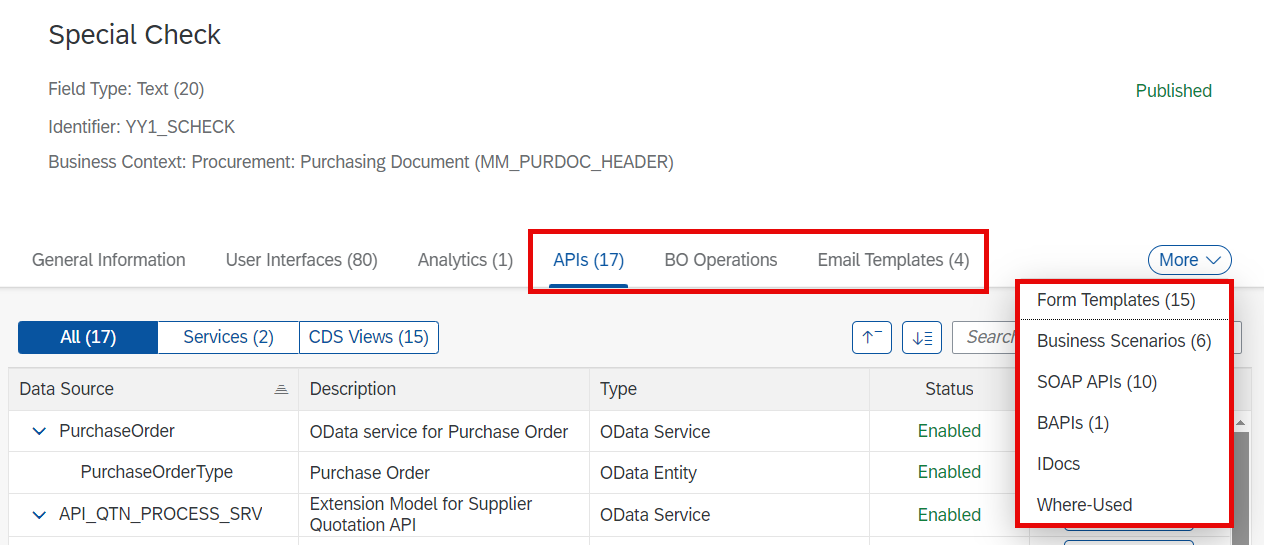 Special Check
Field Type: Text (20)
Published
Identifier: YY1_SCHECK
Business Context: Procurement: Purchasing Document (MM_PURDOC_HEADER)
General Information
User Interfaces (80)
Analytics (1)
APIs (17)
BO Operations
Email Templates (4)
More
Form Templates (15)
Business Scenarios (6)
SOAP APIs (10)
BAPIs (1)
IDocs
Where-Used
All (17)
Services (2)
CDS Views (15)
Search
Data Source
Description
Type
Status
PurchaseOrder
OData service for Purchase Order
OData Service
Enabled
PurchaseOrderType
Purchase Order
OData Entity
Enabled
API_QTN_PROCESS_SRV
Extension Model for Supplier
Quotation API
OData Service
Enabled